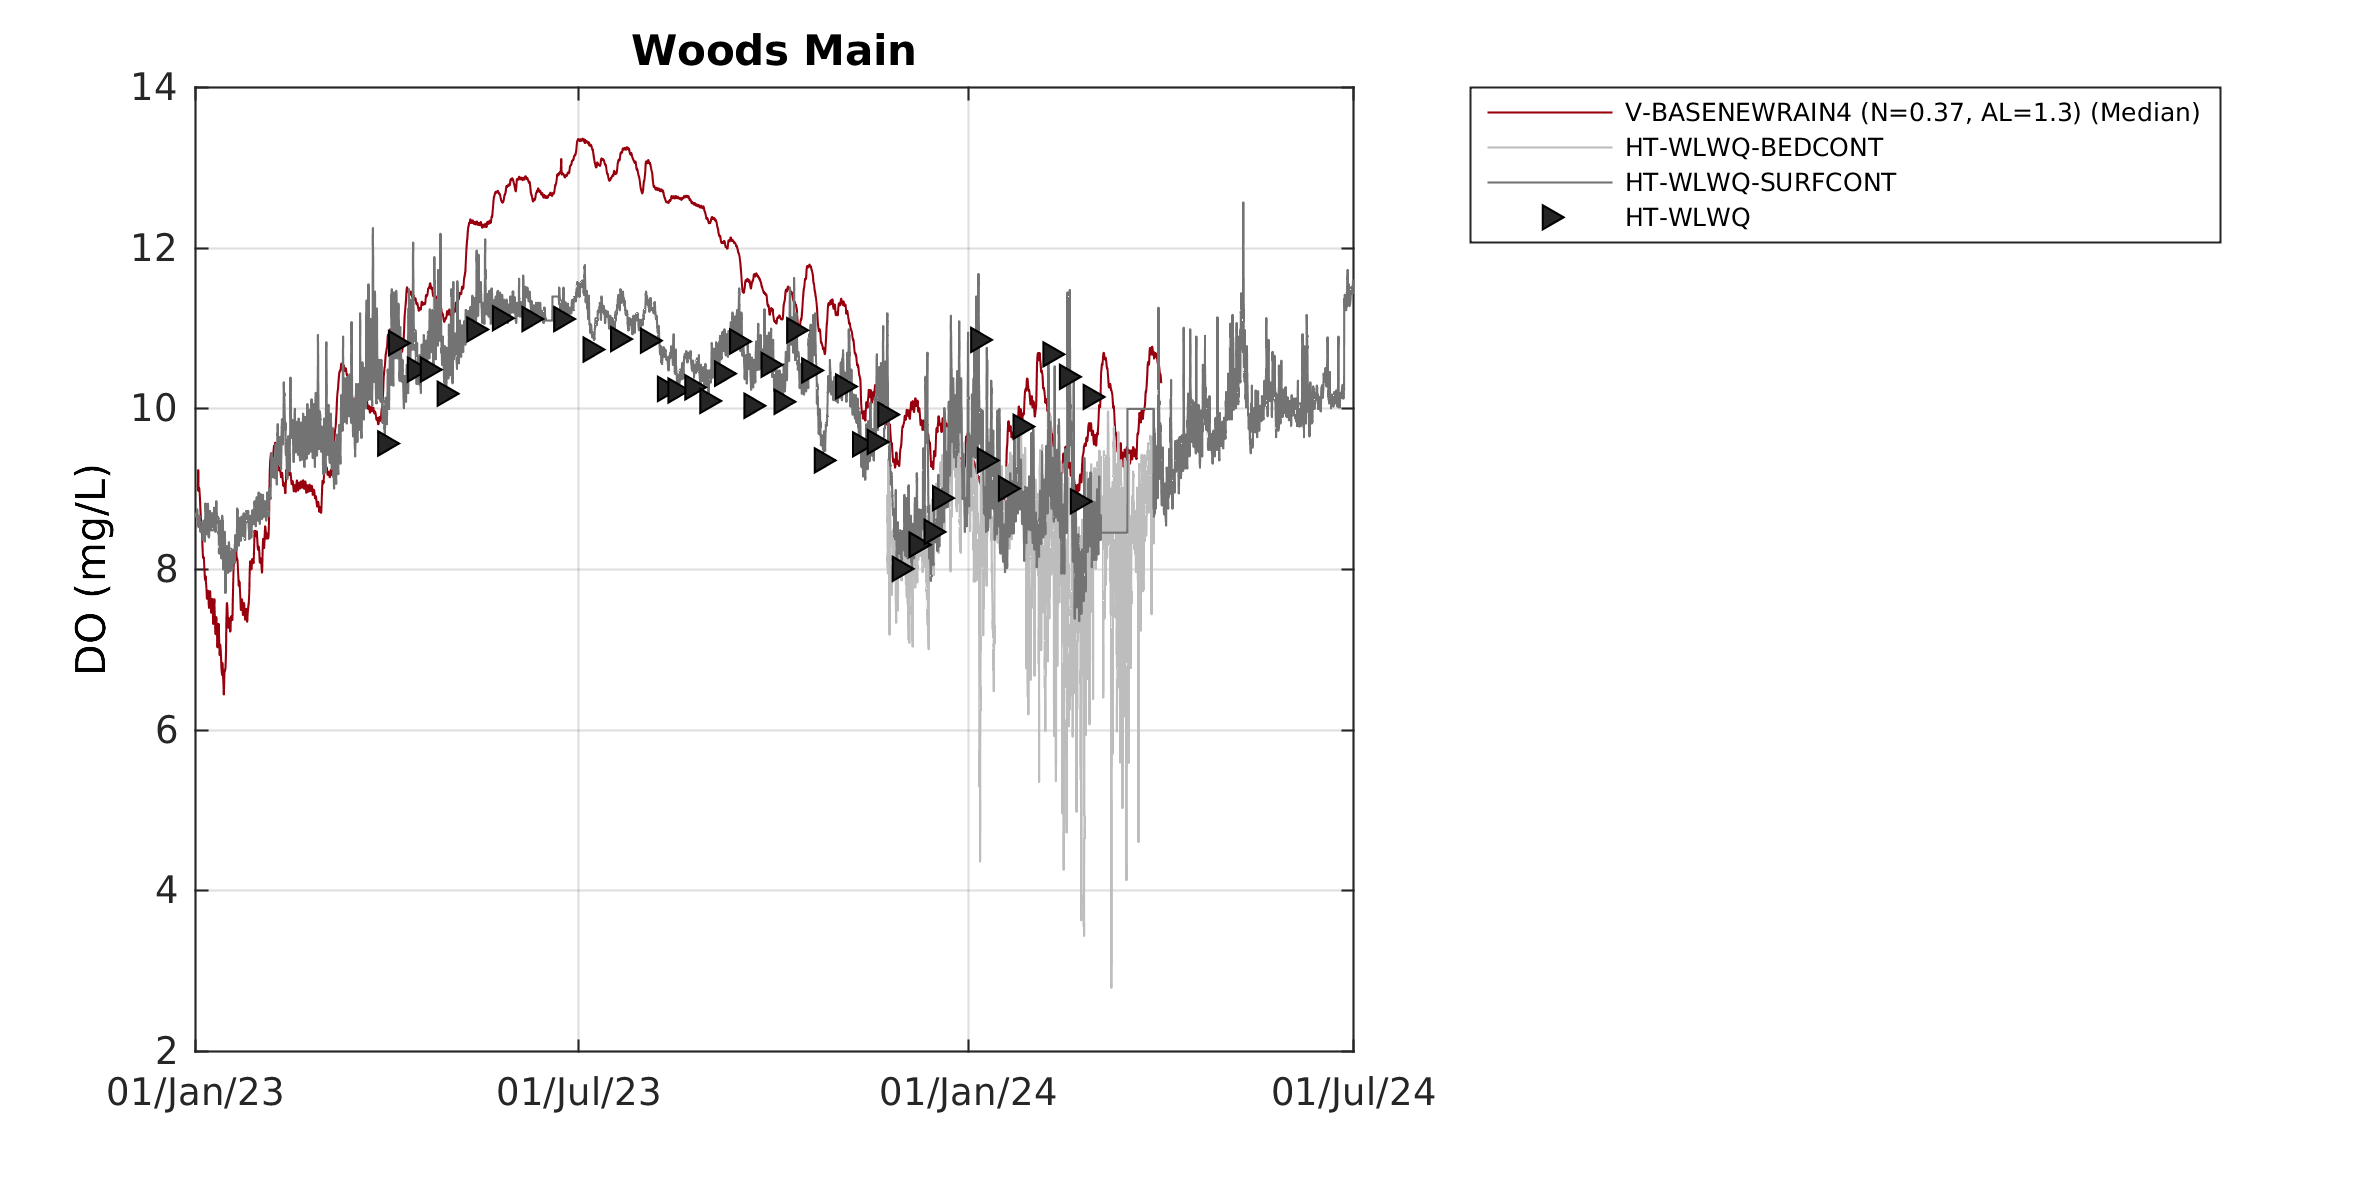 Woods Main
14
12
10
8
6
4
2
DO (mg/L)
01/Jan/23
01/Jul/23
01/Jan/24
01/Jul/24
V-BASENEWRAIN4 (N=0.37, AL=1.3) (Median)
HT-WLWQ-BEDCONT
HT-WLWQ-SURFCONT
HT-WLWQ